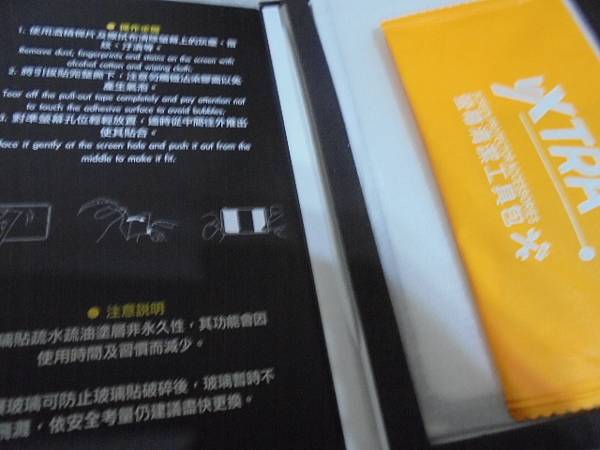 操作步驟
1. 使用酒精棉片及擦拭布清除螢幕上的灰塵，指
紋，汙漬等。
Remove dust, fingerprints and stains on the screen with
alcohol cotton and wiping cloth.
2. 將引拔貼完整撕下，注意勿觸碰沾黏層面以免
產生氣泡。
Tear off the pull-out tape completely and pay attention not
to touch the adhesive surface to avoid bubbles.
3. 對準螢幕孔位輕輕放置，適時從中間往外推出
使其貼合。
Place it gently at the screen hole and push it out from the
middle to make it fit.
注意說明
璃貼疏水疏油塗層非永久性，其功能會因
使用時間及習慣而減少。
玻璃可防止玻璃貼破碎後，玻璃暫時不
飛濺，依安全考量仍建議盡快更換。
XTRA
螢幕清潔工具包